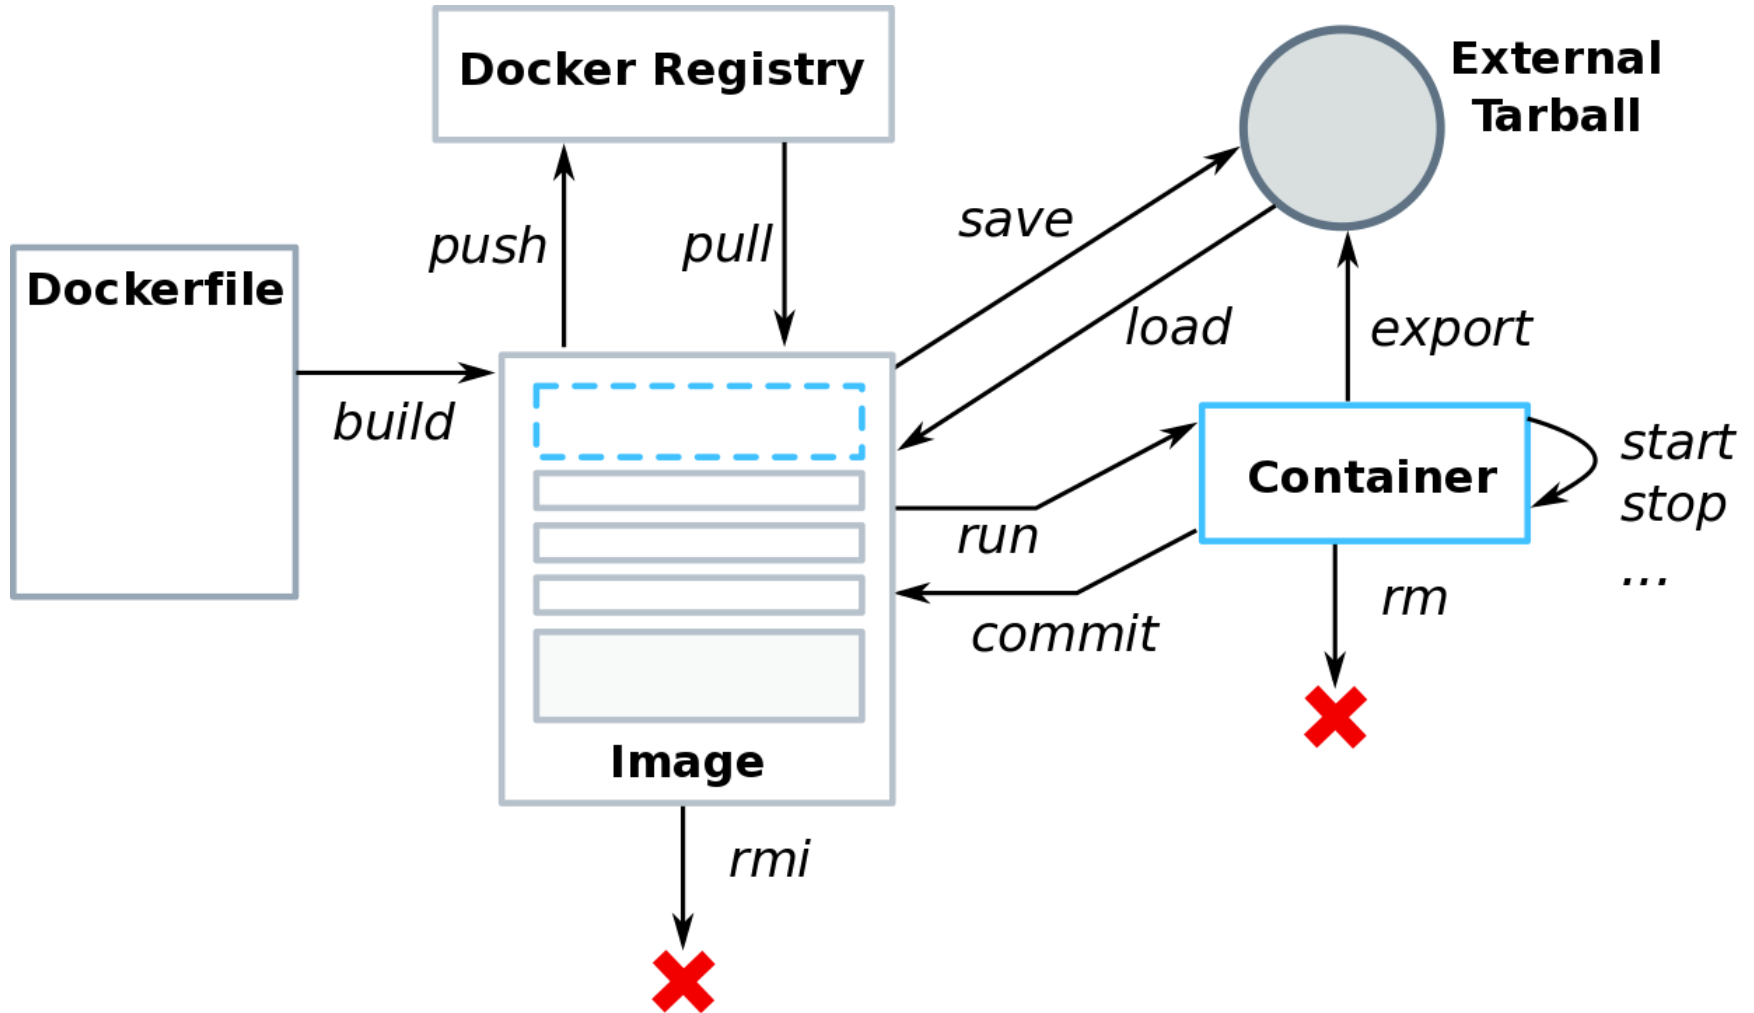 Docker Registry
External
Tarball
push
pull
save
Dockerfile
load
export
build
start
Container
stop
run
...
rm
commit
Image
rmi